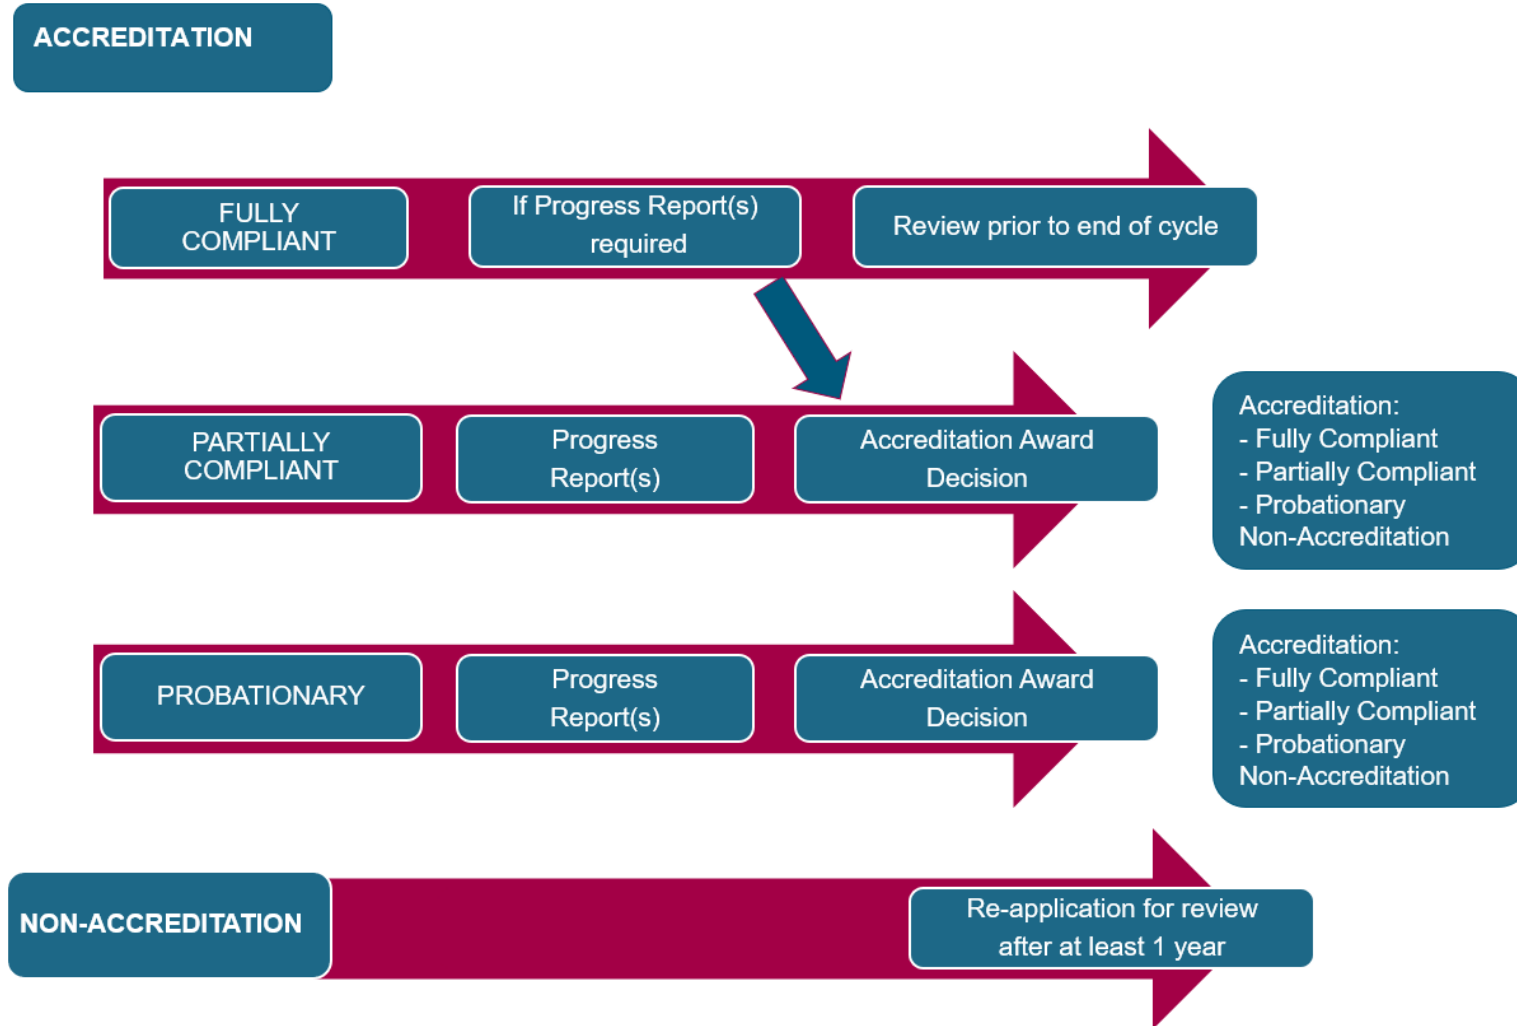 ACCREDITATION
FULLY
COMPLIANT
If Progress Report(s)
required
Review prior to end of cycle
PARTIALLY
COMPLIANT
Progress
Report(s)
Accreditation Award
Decision
Accreditation:
- Fully Compliant
- Partially Compliant
- Probationary
Non-Accreditation
PROBATIONARY
Progress
Report(s)
Accreditation Award
Decision
Accreditation:
- Fully Compliant
- Partially Compliant
- Probationary
Non-Accreditation
NON-ACCREDITATION
Re-application for review
after at least 1 year